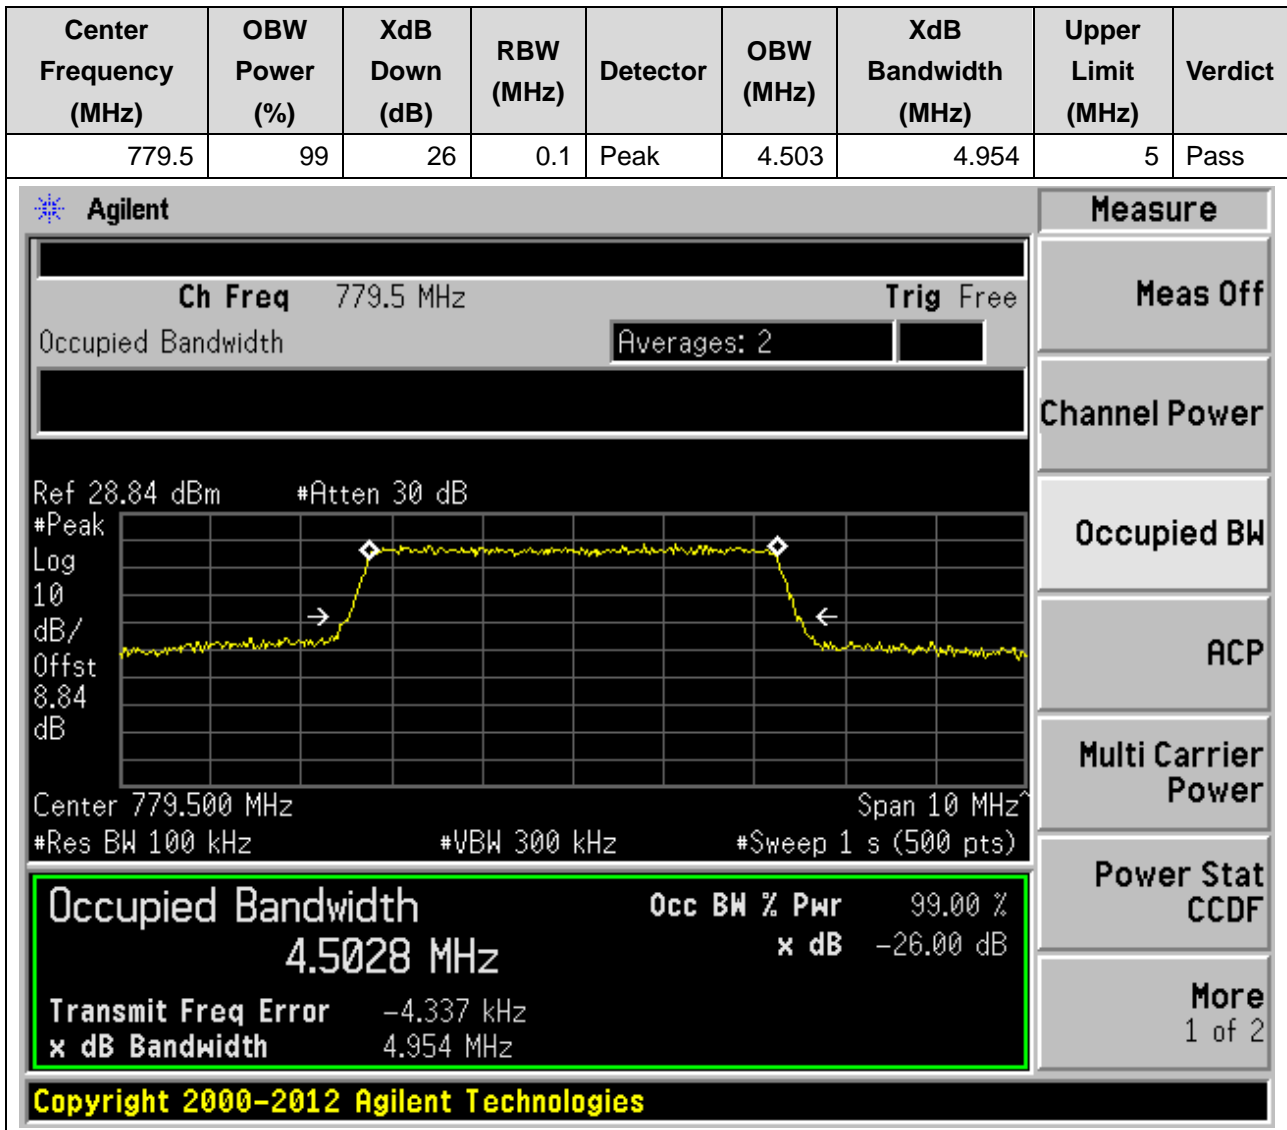 Center Frequency (MHz) OBW Power (%) XdB Down (dB) RBW (MHz) Detector OBW (MHz) XdB Bandwidth (MHz) Upper Limit (MHz) Verdict
779.5 99 26 0.1 Peak 4.503 4.954 5 Pass
Agilent
Ch Freq 779.5 MHz Trig Free
Occupied Bandwidth Averages: 2
Ref 28.84 dBm #Atten 30 dB
#Peak
Log
10
dB/
Offst
8.84
dB
Center 779.500 MHz Span 10 MHz^
#Res BW 100 kHz #VBW 300 kHz #Sweep 1 s (500 pts)
Occupied Bandwidth Occ BW % Pwr 99.00 %
4.5028 MHz x dB -26.00 dB
Transmit Freq Error -4.337 kHz
x dB Bandwidth 4.954 MHz
Copyright 2000-2012 Agilent Technologies
Measure
Meas Off
Channel Power
Occupied BW
ACP
Multi Carrier
Power
Power Stat
CCDF
More
1 of 2